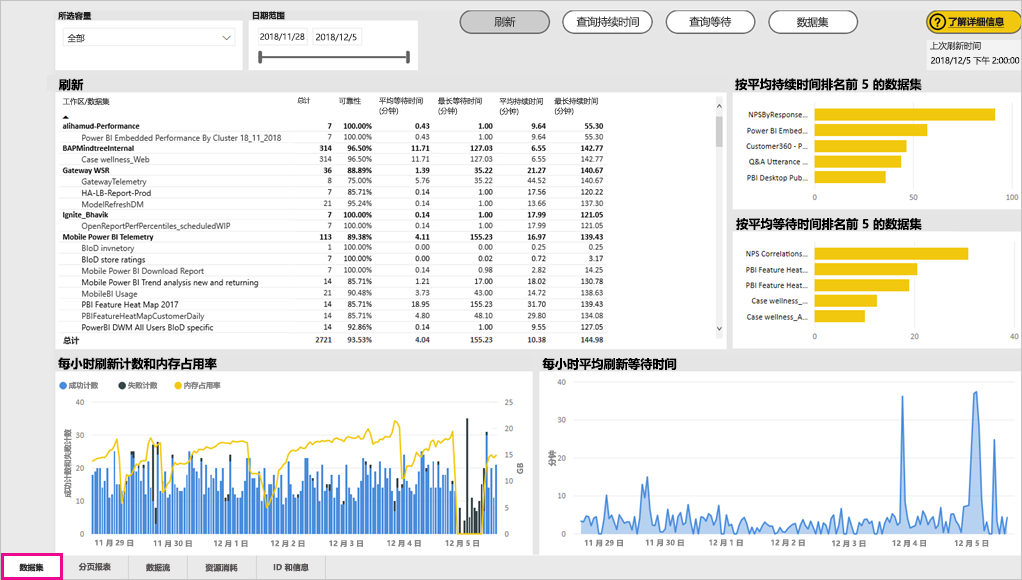 所选容量
全部
日期范围
2018/11/28 2018/12/5
刷新 查询持续时间 查询等待 数据集
? 了解详细信息
上次刷新时间
2018/12/5 下午 2:00:00
刷新
工作区/数据集 总计 可靠性 平均等待时间 (分钟) 最长等待时间 (分钟) 平均持续时间 (分钟) 最长持续时间 (分钟)
alihamud-Performance 7 100.00% 0.43 1.00 9.64 55.30
Power BI Embedded Performance By Cluster 18_11_2018 7 100.00% 0.43 1.00 9.64 55.30
BAPMindtreeInternal 314 96.50% 11.71 127.03 6.55 142.77
Case wellness_Web 314 96.50% 11.71 127.03 6.55 142.77
Gateway WSR 36 88.89% 1.39 35.22 21.27 140.67
GatewayTelemetry 8 75.00% 5.76 35.22 44.52 140.67
HA-LB-Report-Prod 7 85.71% 0.14 1.00 17.56 120.22
ModelRefreshDM 21 95.24% 0.14 1.00 13.66 137.30
Ignite_Bhavik 7 100.00% 0.14 1.00 17.99 121.05
OpenReportPerfPercentiles_scheduledWIP 7 100.00% 0.14 1.00 17.99 121.05
Mobile Power BI Telemetry 113 89.38% 4.11 155.23 16.97 139.43
BIoD invnetory 1 100.00% 0.00 0.00 0.25 0.25
BIoD store ratings 7 100.00% 0.00 0.02 0.72 3.17
Mobile Power BI Download Report 7 100.00% 0.14 0.98 2.82 14.25
Mobile Power BI Trend analysis new and returning 14 85.71% 1.21 17.00 18.02 130.78
MobileBI Usage 21 90.48% 3.73 43.00 14.72 138.63
PBI Feature Heat Map 2017 14 85.71% 18.95 155.23 31.70 139.43
PBIFeatureHeatMapCustomerDaily 14 85.71% 4.80 48.10 29.80 134.08
PowerBI DWM All Users BIoD specific 14 92.86% 0.14 1.00 9.55 127.05
总计 2721 93.53% 4.04 155.23 10.38 144.98
按平均持续时间排名前 5 的数据集
NPSByResponse...
Power BI Embed...
Customer360 - P...
Q&A Utterance ...
PBI Desktop Pub...
0 50 100
按平均等待时间排名前 5 的数据集
NPS Correlations...
PBI Feature Heat...
PBI Feature Heat...
Case wellness_...
Case wellness_A...
0 20 40
每小时刷新计数和内存占用率
成功计数 失败计数 内存占用率
成功计数和失败计数
40
30
20
10
0
25
20
15
10
5
0
GB
11 月 29 日 11 月 30 日 12 月 1 日 12 月 2 日 12 月 3 日 12 月 4 日 12 月 5 日
每小时平均刷新等待时间
分钟
40
30
20
10
0
11 月 29 日 11 月 30 日 12 月 1 日 12 月 2 日 12 月 3 日 12 月 4 日 12 月 5 日
数据集 分页报表 数据流 资源消耗 ID 和信息